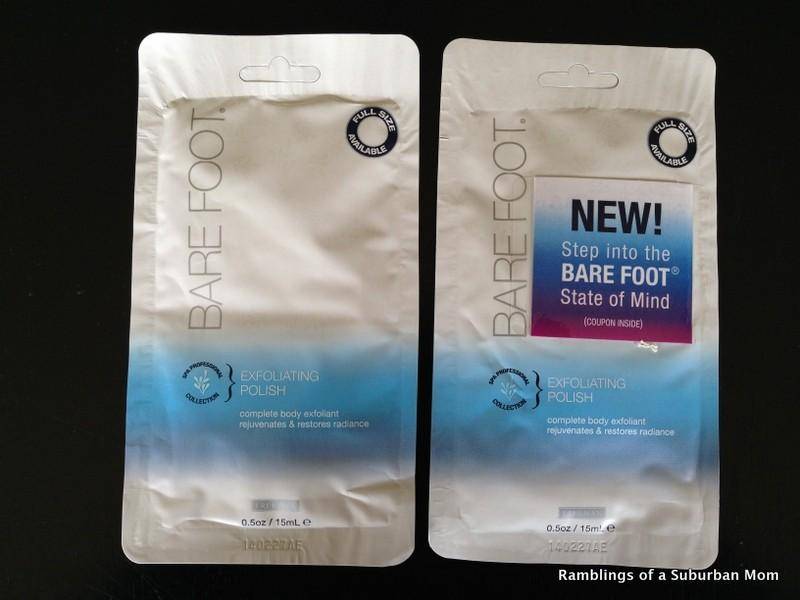 BARE FOOT®
FULL SIZE
AVAILABLE
SPA PROFESSIONAL
COLLECTION
EXFOLIATING
POLISH
complete body exfoliant
rejuvenates & restores radiance
0.5oz / 15mL ℮
140227AE
BARE FOOT®
FULL SIZE
AVAILABLE
NEW!
Step into the
BARE FOOT®
State of Mind
(COUPON INSIDE)
SPA PROFESSIONAL
COLLECTION
EXFOLIATING
POLISH
complete body exfoliant
rejuvenates & restores radiance
0.5oz / 15mL ℮
140227AE
Ramblings of a Suburban Mom